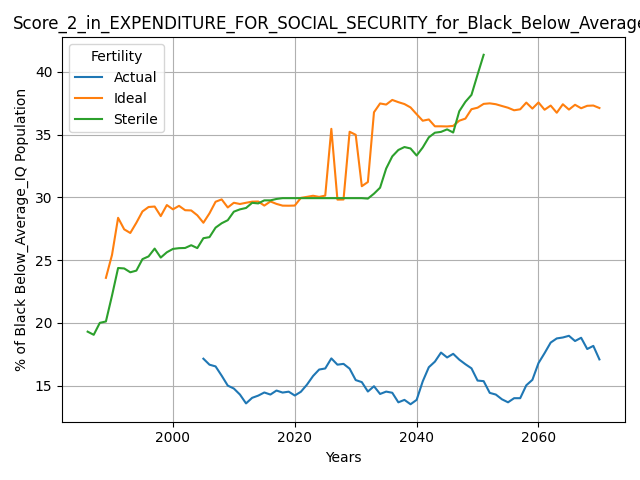 Score_2_in_EXPENDITURE_FOR_SOCIAL_SECURITY_for_Black_Below_Average
Fertility
Actual
Ideal
Sterile
% of Black Below_Average_IQ Population
40
35
30
25
20
15
2000
2020
2040
2060
Years